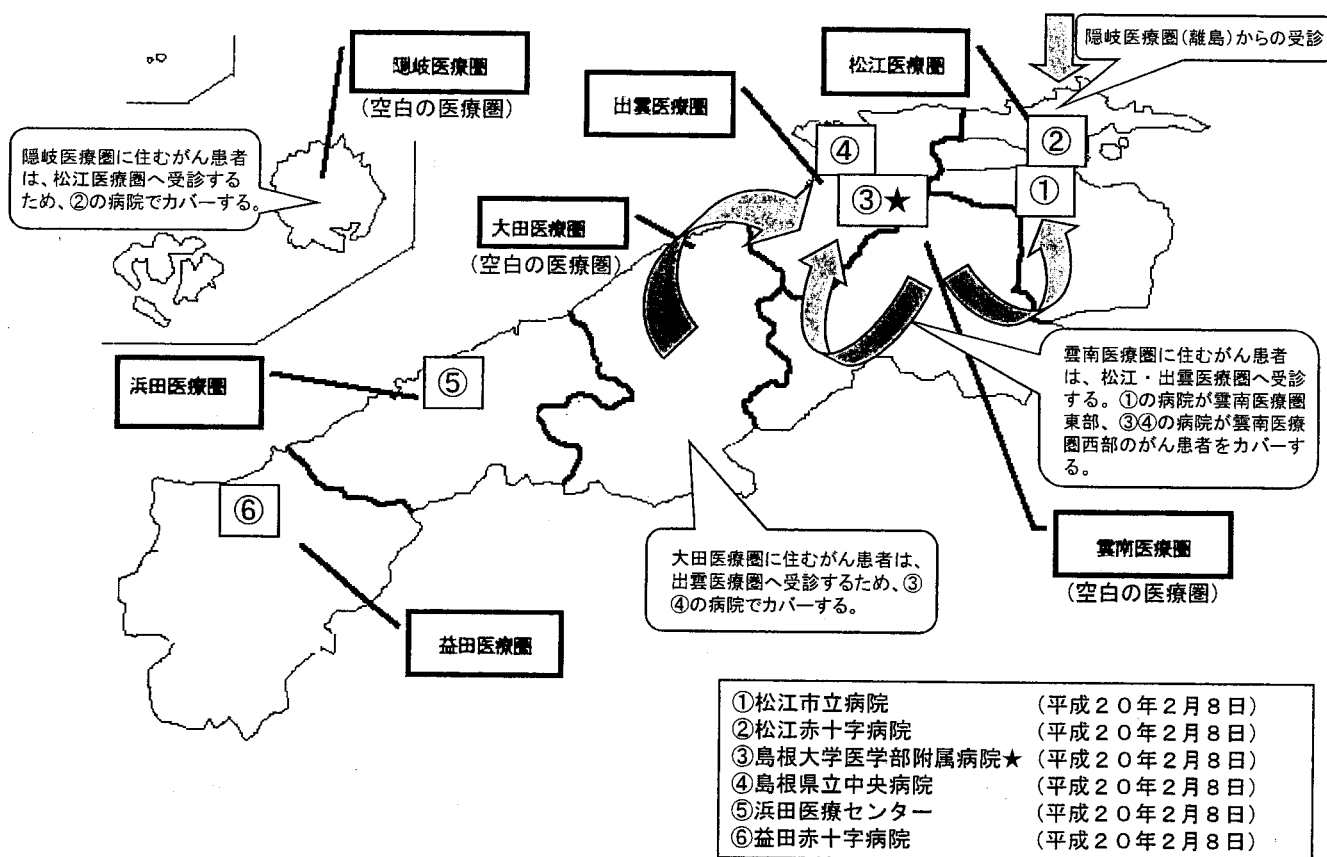 隠岐医療圏
(空白の医療圏)
松江医療圏
隠岐医療圏(離島)からの受診
出雲医療圏
隠岐医療圏に住むがん患者
は、松江医療圏へ受診する
ため、②の病院でカバーする。
④
②
①
③★
大田医療圏
(空白の医療圏)
浜田医療圏
⑤
雲南医療圏に住むがん患者
は、松江・出雲医療圏へ受診
する。①の病院が雲南医療圏
東部、③④の病院が雲南医療
圏西部のがん患者をカバーす
る。
⑥
大田医療圏に住むがん患者は、
出雲医療圏へ受診するため、③
④の病院でカバーする。
雲南医療圏
(空白の医療圏)
益田医療圏
①松江市立病院 (平成20年2月8日)
②松江赤十字病院 (平成20年2月8日)
③島根大学医学部附属病院★ (平成20年2月8日)
④島根県立中央病院 (平成20年2月8日)
⑤浜田医療センター (平成20年2月8日)
⑥益田赤十字病院 (平成20年2月8日)